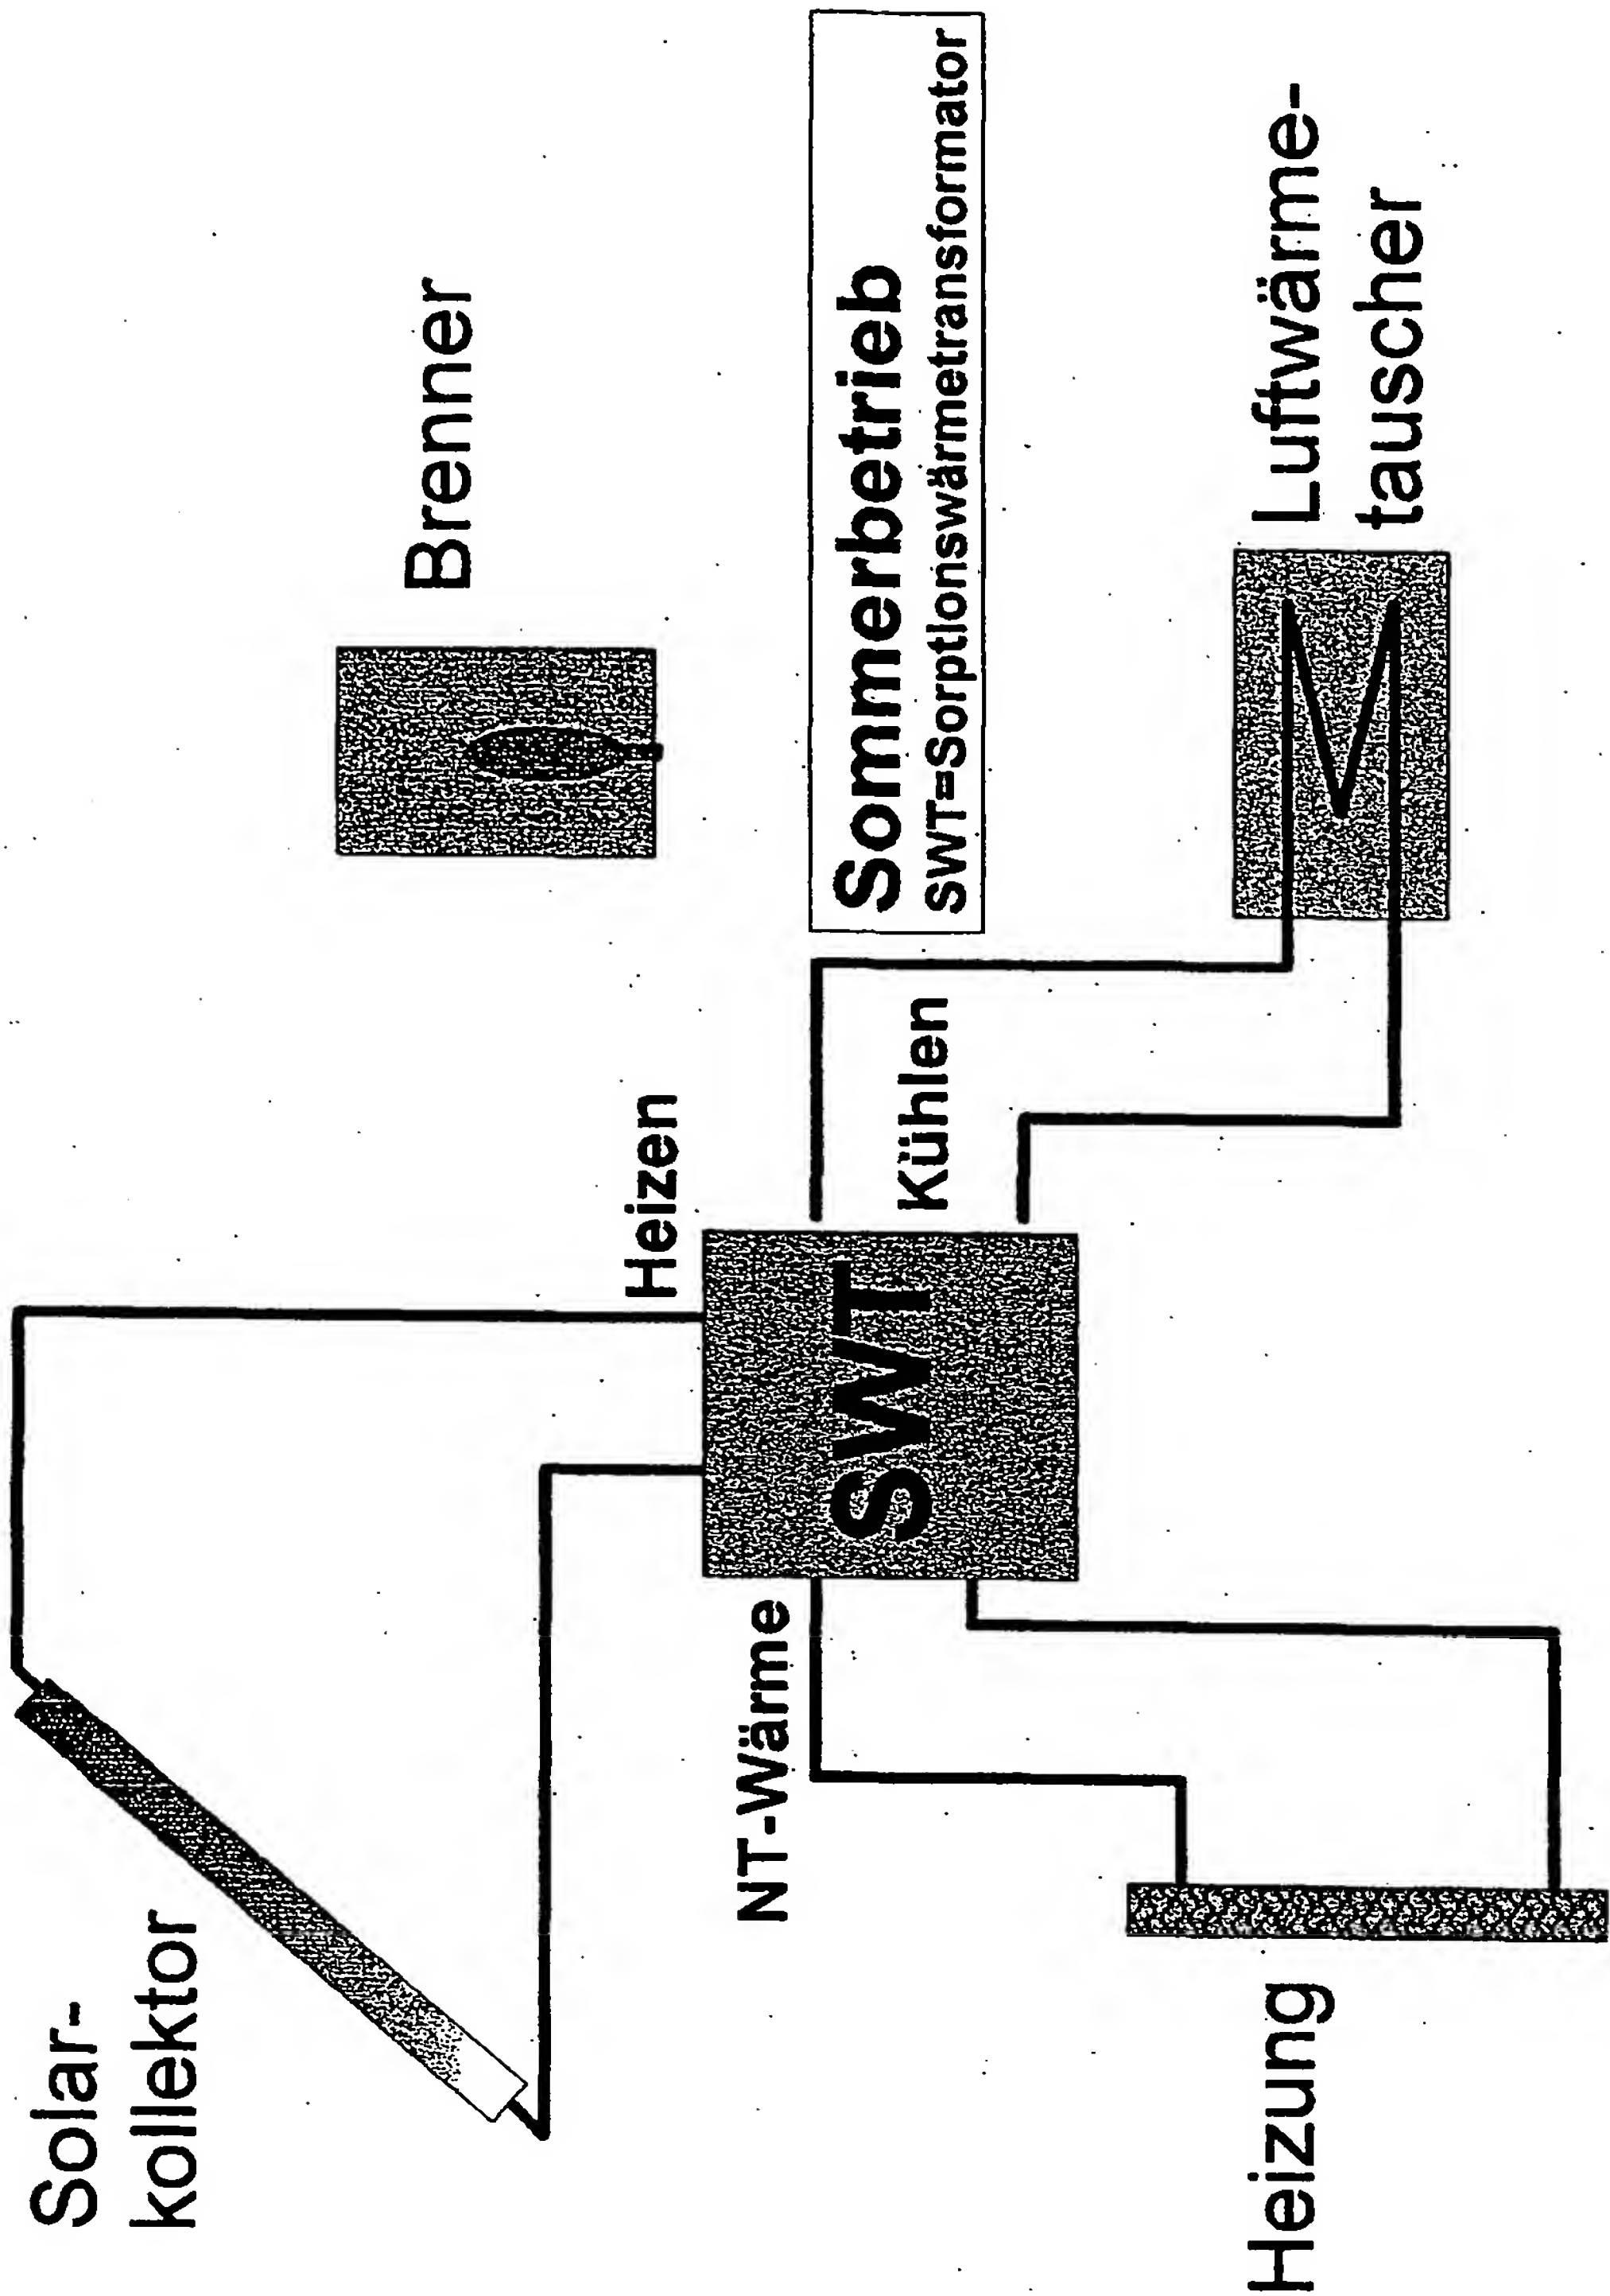 Solar-
kollektor
Brenner
Heizen
Sommerbetrieb
SWT=Sorptionswärmetransformator
NT-Wärme
SWT
Kühlen
Heizung
Luftwärme-
tauscher